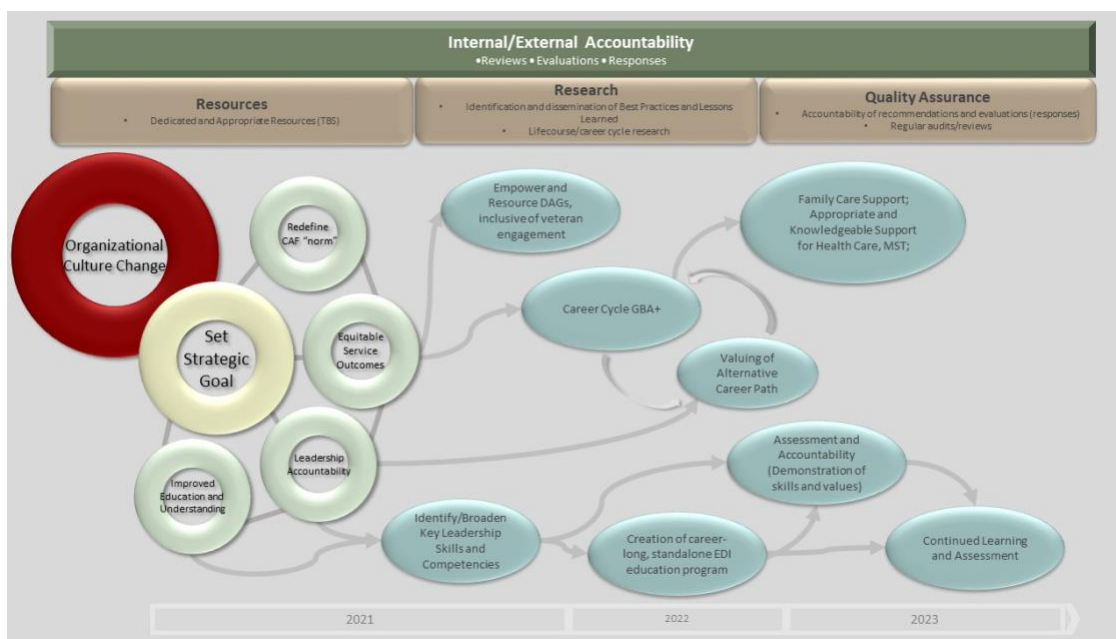 Internal/External Accountability
•Reviews •Evaluations •Responses
Resources
• Dedicated and Appropriate Resources (TBS)
Research
• Identification and dissemination of Best Practices and Lessons
Learned
• Lifecourse/career cycle research
Quality Assurance
• Accountability of recommendations and evaluations (responses)
• Regular audits/reviews
Organizational
Culture Change
Set
Strategic
Goal
Redefine
CAF "norm"
Equitable
Service
Outcomes
Leadership
Accountability
Improved
Education and
Understanding
Empower and
Resource DAGs,
inclusive of veteran
engagement
Family Care Support;
Appropriate and
Knowledgeable Support
for Health Care, MST;
Career Cycle GBA+
Valuing of
Alternative
Career Path
Assessment and
Accountability
(Demonstration of
skills and values)
Identify/Broaden
Key Leadership
Skills and
Competencies
Creation of career-
long, standalone EDI
education program
Continued Learning
and Assessment
2021
2022
2023